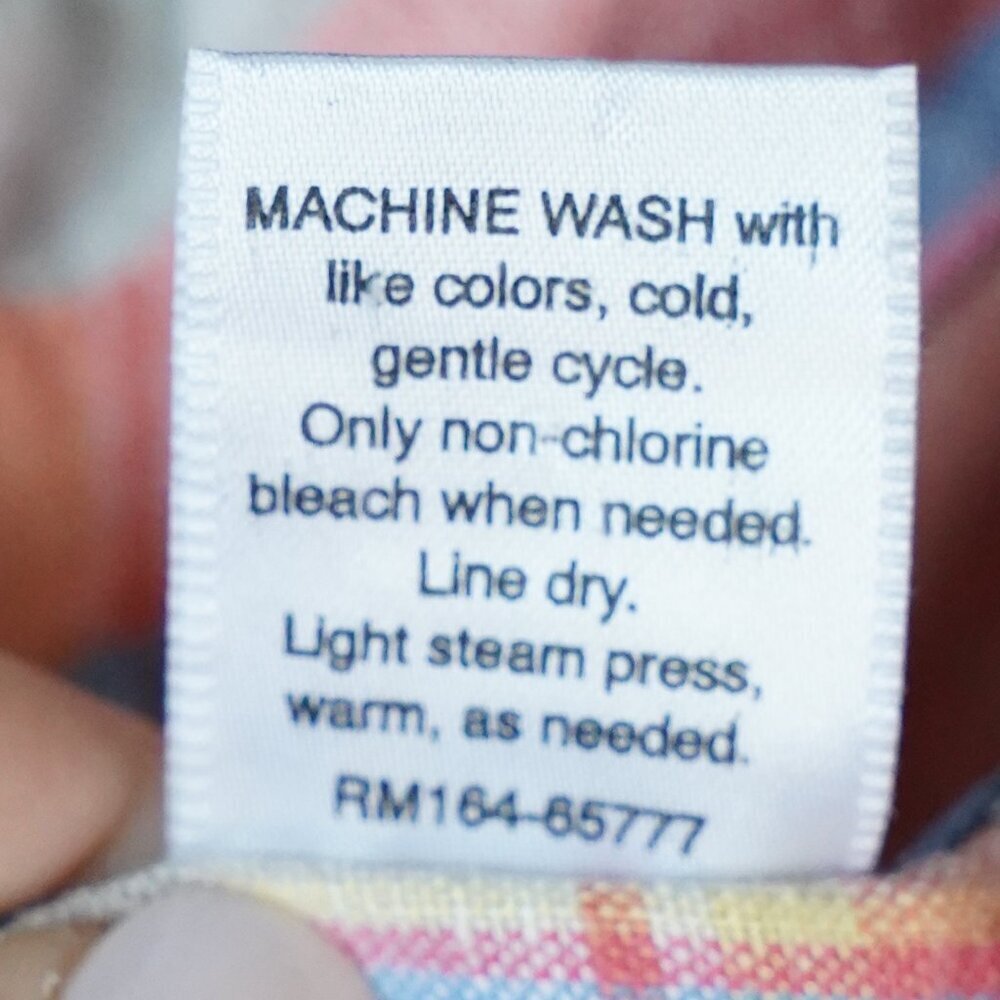 MACHINE WASH with
like colors, cold,
gentle cycle.
Only non-chlorine
bleach when needed.
Line dry.
Light steam press,
warm, as needed.
RM164-65777